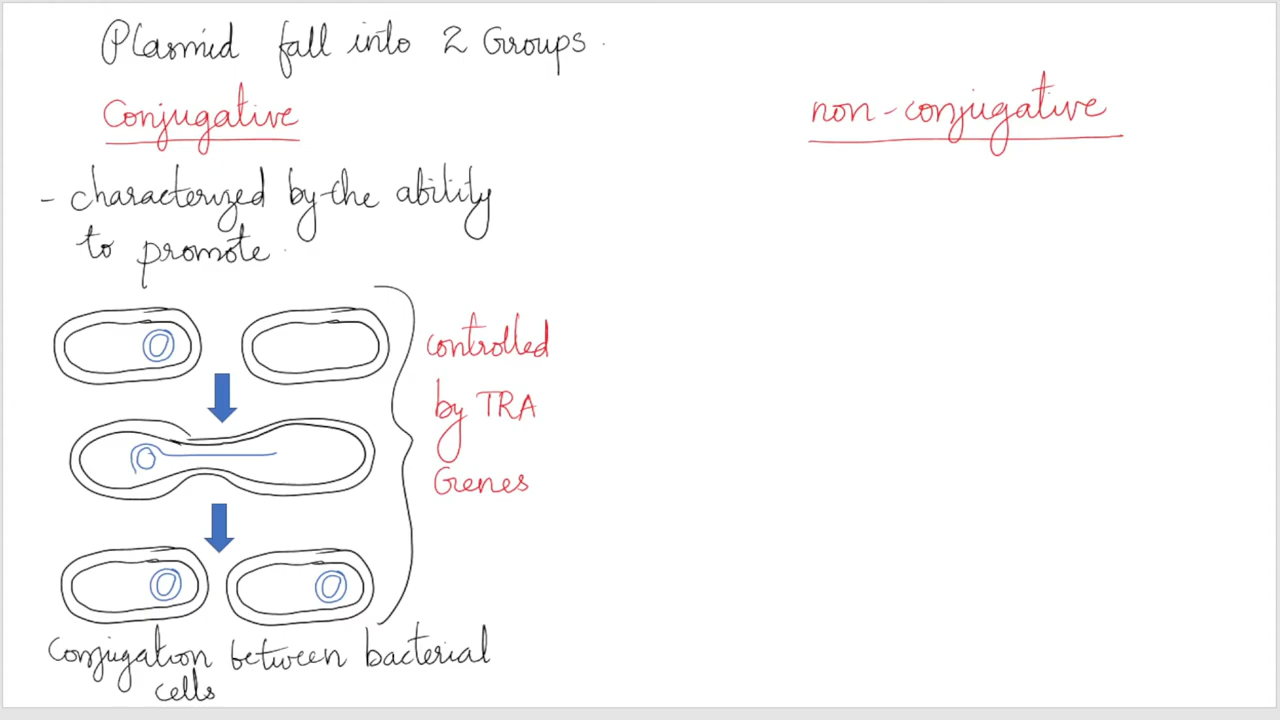 Plasmid fall into 2 Groups.
Conjugative
non-conjugative
- characterized by the ability
to promote.
controlled
by TRA
Genes
Conjugation between bacterial
cells